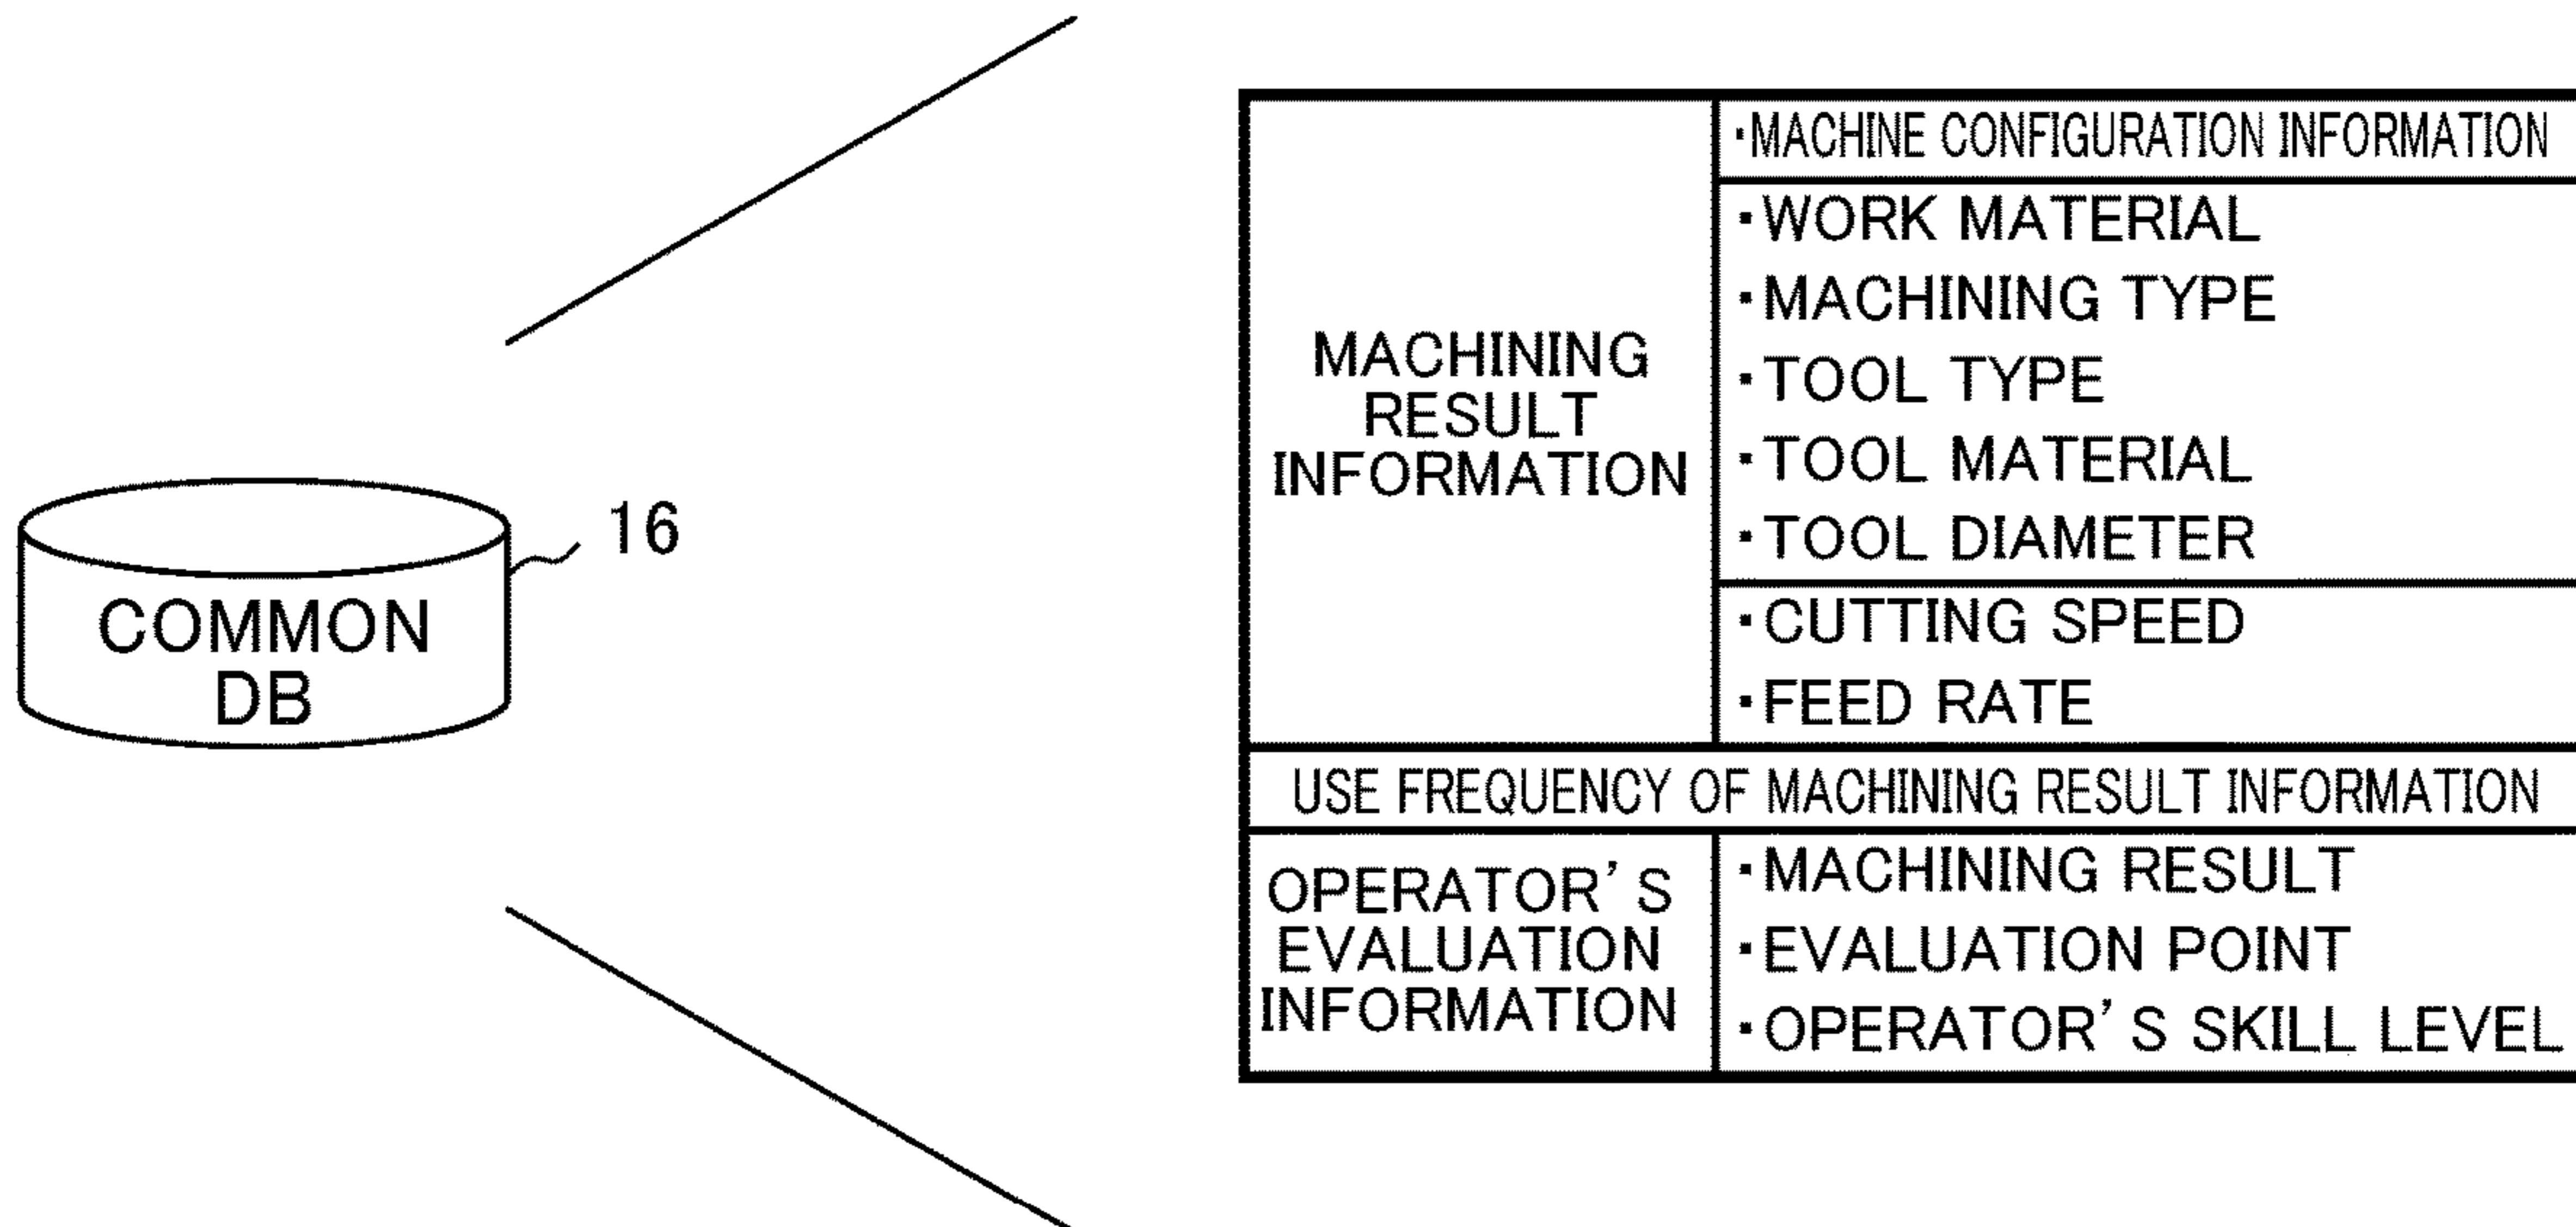 COMMON
DB
16
MACHINING
RESULT
INFORMATION
・MACHINE CONFIGURATION INFORMATION
・WORK MATERIAL
・MACHINING TYPE
・TOOL TYPE
・TOOL MATERIAL
・TOOL DIAMETER
・CUTTING SPEED
・FEED RATE
USE FREQUENCY OF MACHINING RESULT INFORMATION
OPERATOR'S
EVALUATION
INFORMATION
・MACHINING RESULT
・EVALUATION POINT
・OPERATOR'S SKILL LEVEL